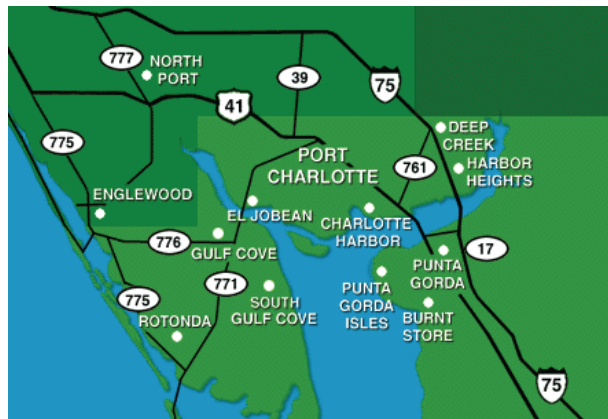 777
NORTH
PORT
39
75
41
775
DEEP
CREEK
PORT
CHARLOTTE
761
HARBOR
HEIGHTS
ENGLEWOOD
EL JOBEAN
CHARLOTTE
HARBOR
776
GULF COVE
17
PUNTA
GORDA
775
771
SOUTH
GULF COVE
PUNTA
GORDA
ISLES
BURNT
STORE
ROTONDA
75